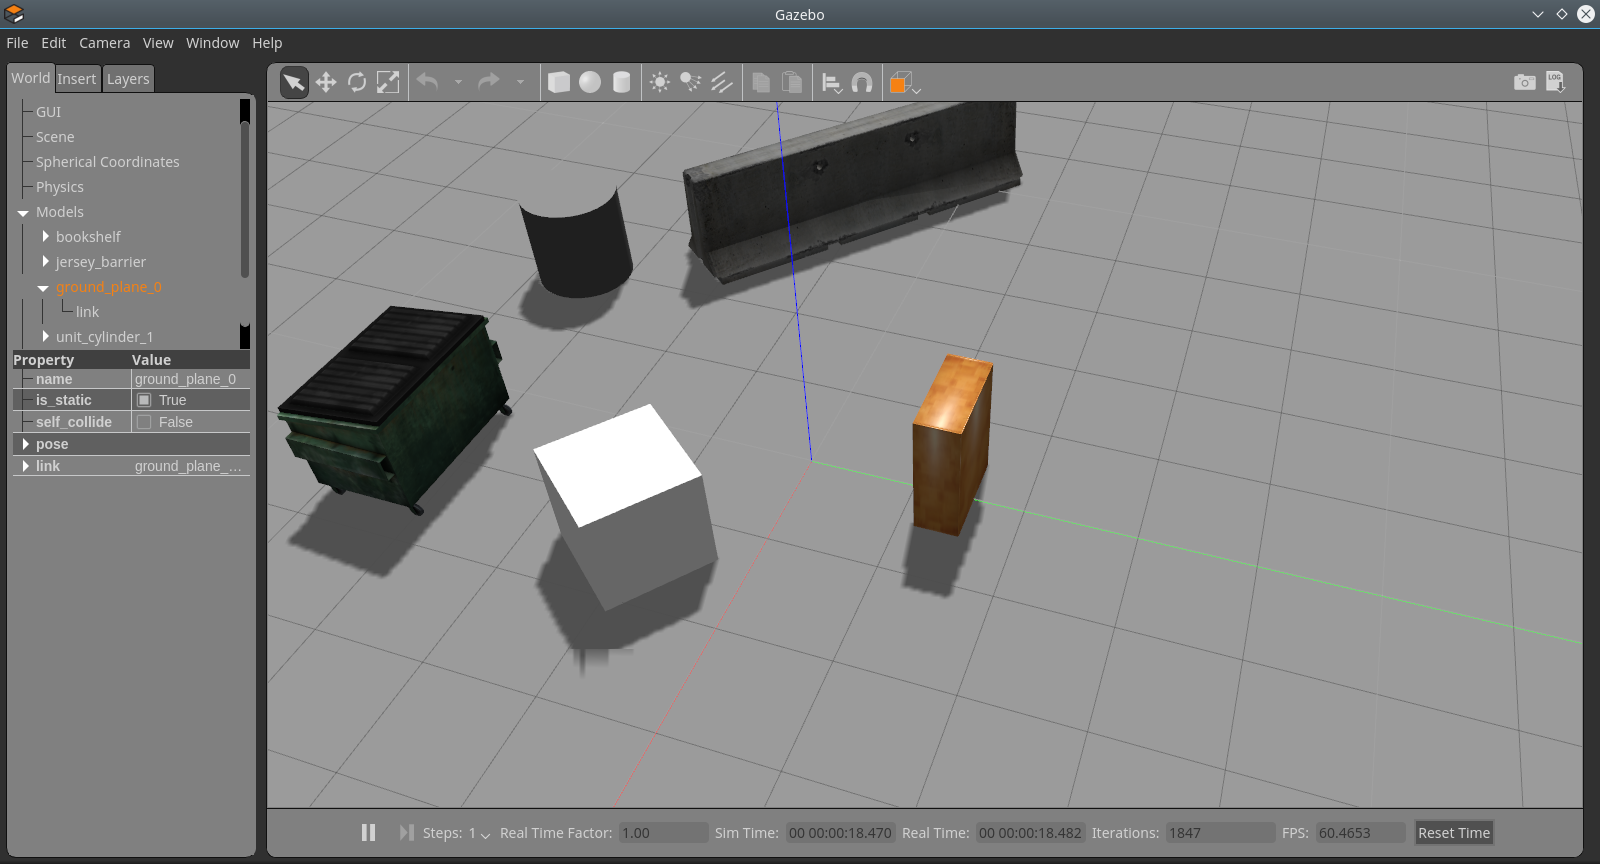 Gazebo
File Edit Camera View Window Help
World Insert Layers
GUI
Scene
Spherical Coordinates
Physics
Models
bookshelf
jersey_barrier
ground_plane_0
link
unit_cylinder_1
Property Value
name ground_plane_0
is_static True
self_collide False
pose
link ground_plane_...
LOG
Steps: 1 Real Time Factor: 1.00 Sim Time: 00 00:00:18.470 Real Time: 00 00:00:18.482 Iterations: 1847 FPS: 60.4653 Reset Time